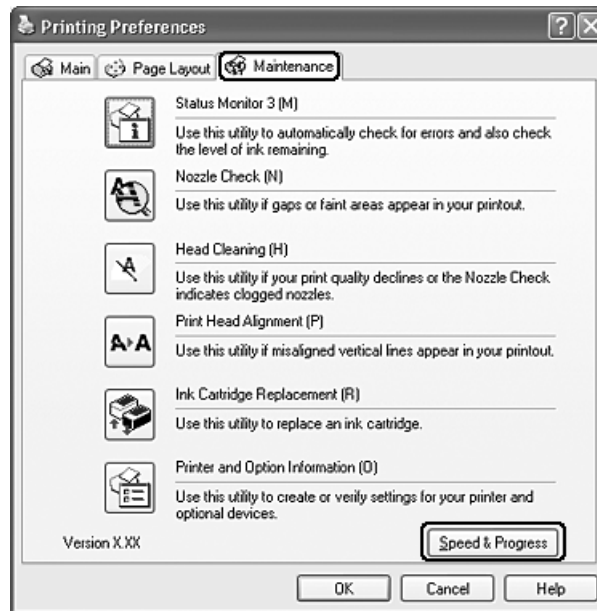 Printing Preferences
Main Page Layout Maintenance
Status Monitor 3 (M)
Use this utility to automatically check for errors and also check
the level of ink remaining.
Nozzle Check (N)
Use this utility if gaps or faint areas appear in your printout.
Head Cleaning (H)
Use this utility if your print quality declines or the Nozzle Check
indicates clogged nozzles.
Print Head Alignment (P)
Use this utility if misaligned vertical lines appear in your printout.
Ink Cartridge Replacement (R)
Use this utility to replace an ink cartridge.
Printer and Option Information (O)
Use this utility to create or verify settings for your printer and
optional devices.
Version X.XX Speed & Progress
OK Cancel Help